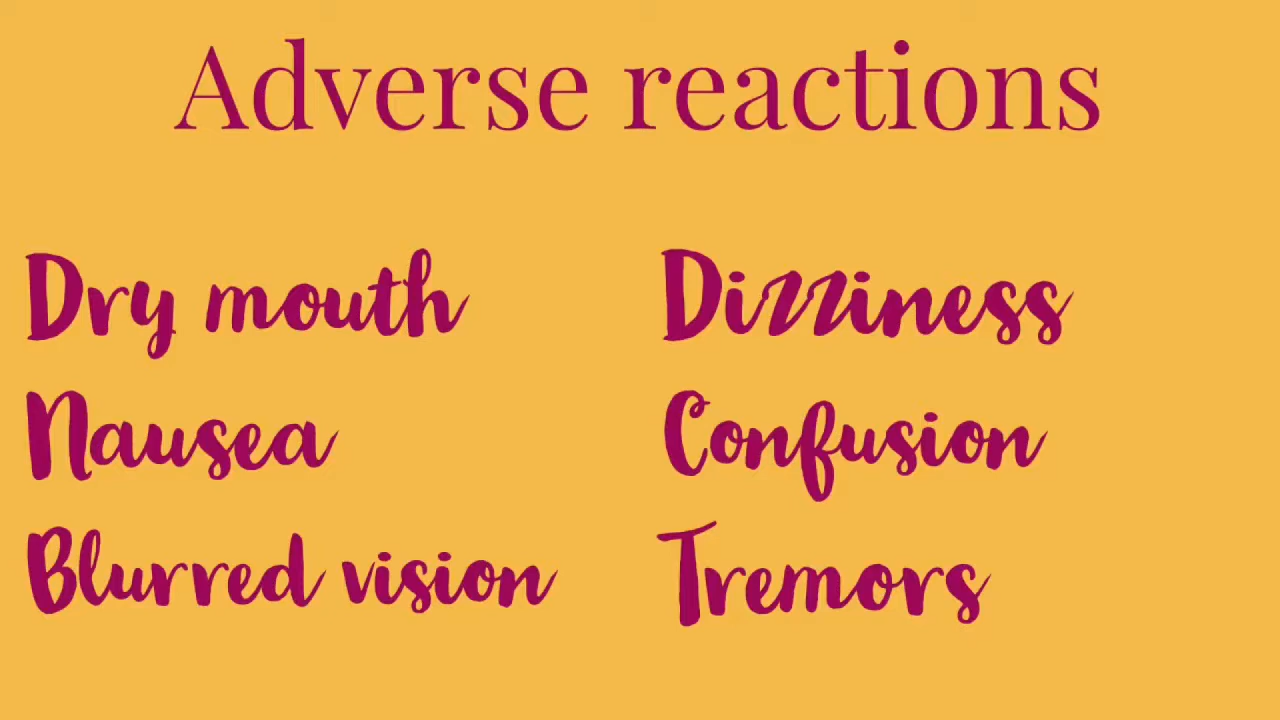 Adverse reactions
Dry mouth
Nausea
Blurred vision
Dizziness
Confusion
Tremors